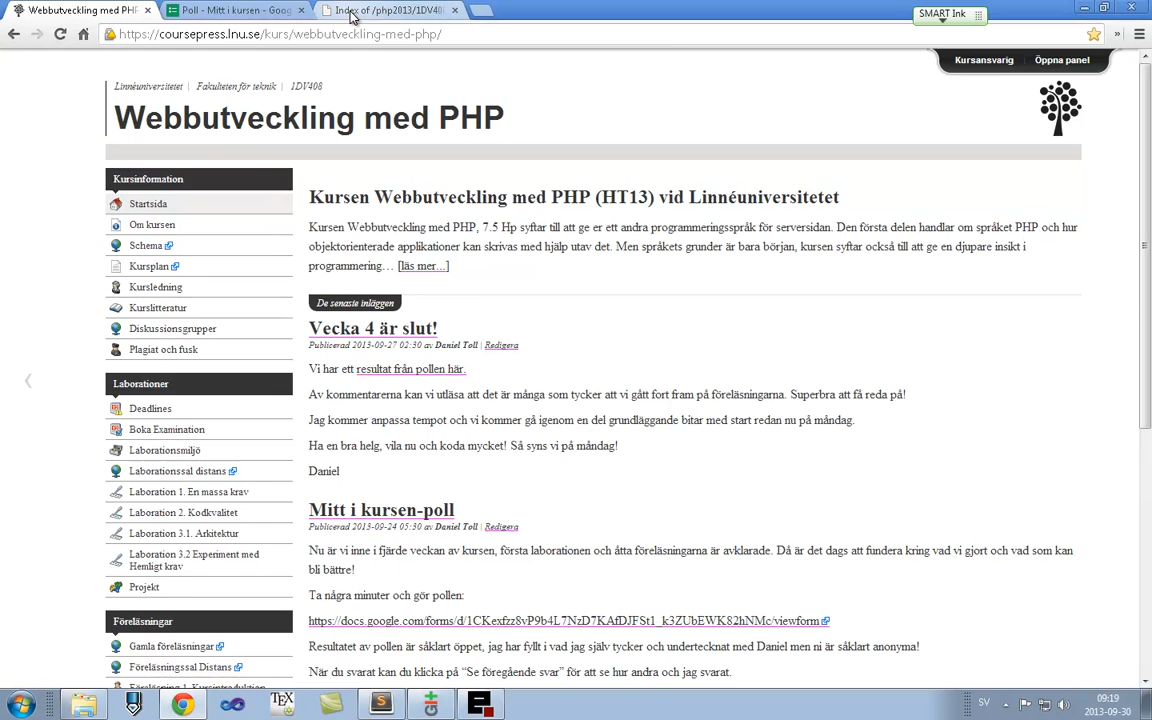 Webbutveckling med PHP
Poll - Mitt i kursen - Goog
Index of /php2013/1DV40
SMART Ink
https://coursepress.lnu.se/kurs/webbutveckling-med-php/
Kursansvarig
Öppna panel
Linnéuniversitetet | Fakulteten för teknik | 1DV408
Webbutveckling med PHP
Kursinformation
Startsida
Om kursen
Schema
Kursplan
Kursledning
Kurslitteratur
Diskussionsgrupper
Plagiat och fusk
Laborationer
Deadlines
Boka Examination
Laborationsmiljö
Laborationssal distans
Laboration 1. En massa krav
Laboration 2. Kodkvalitet
Laboration 3.1. Arkitektur
Laboration 3.2 Experiment med
Hemligt krav
Projekt
Föreläsningar
Gamla föreläsningar
Föreläsningssal Distans
Föreläsning 1. Kursintroduktion
Kursen Webbutveckling med PHP (HT13) vid Linnéuniversitetet
Kursen Webbutveckling med PHP, 7.5 Hp syftar till att ge er ett andra programmeringsspråk för serversidan. Den första delen handlar om språket PHP och hur
objektorienterade applikationer kan skrivas med hjälp utav det. Men språkets grunder är bara början, kursen syftar också till att ge en djupare insikt i
programmering… [läs mer...]
De senaste inläggen
Vecka 4 är slut!
Publicerad 2013-09-27 02:30 av Daniel Toll | Redigera
Vi har ett resultat från pollen här.
Av kommentarerna kan vi utläsa att det är många som tycker att vi gått fort fram på föreläsningarna. Superbra att få reda på!
Jag kommer anpassa tempot och vi kommer gå igenom en del grundläggande bitar med start redan nu på måndag.
Ha en bra helg, vila nu och koda mycket! Så syns vi på måndag!
Daniel
Mitt i kursen-poll
Publicerad 2013-09-24 05:30 av Daniel Toll | Redigera
Nu är vi inne i fjärde veckan av kursen, första laborationen och åtta föreläsningarna är avklarade. Då är det dags att fundera kring vad vi gjort och vad som kan
bli bättre!
Ta några minuter och gör pollen:
https://docs.google.com/forms/d/1CKexfzz8vP9b4L7NzD7KAfDJFSt1_k3ZUbEWK82hNMc/viewform
Resultatet av pollen är såklart öppet, jag har fyllt i vad jag själv tycker och undertecknat med Daniel men ni är såklart anonyma!
När du svarat kan du klicka på “Se föregående svar” för att se hur andra och jag svarat.
TEX
SV
09:19
2013-09-30